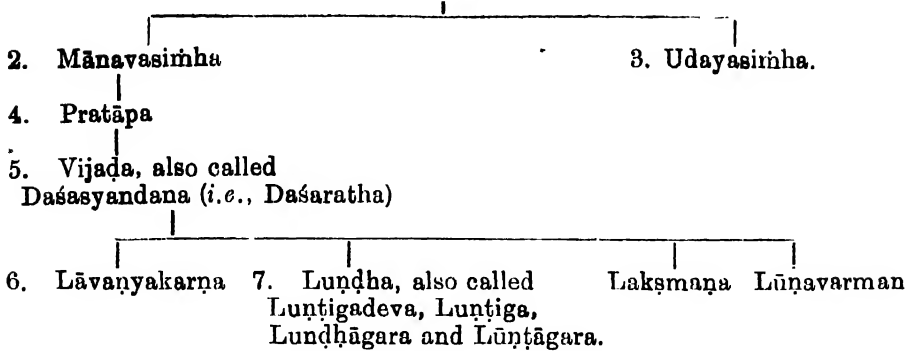 2. Mānavasiṁha 3. Udayasiṁha.
4. Pratāpa
5. Vijaḍa, also called
Daśasyandana (i.e., Daśaratha)
6. Lāvaṇyakarṇa 7. Luṇḍha, also called Lakṣmaṇa Lūṇavarman
Luṇṭigadeva, Luṇṭiga,
Luṇḍhāgara and Lūṇṭāgara.